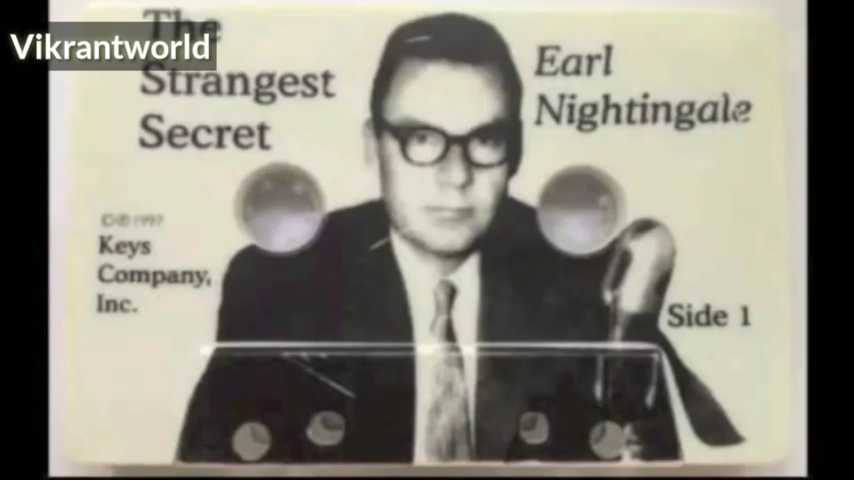 Vikrantworld
The
Strangest
Secret
Earl
Nightingale
©℗1997
Keys
Company,
Inc.
Side 1